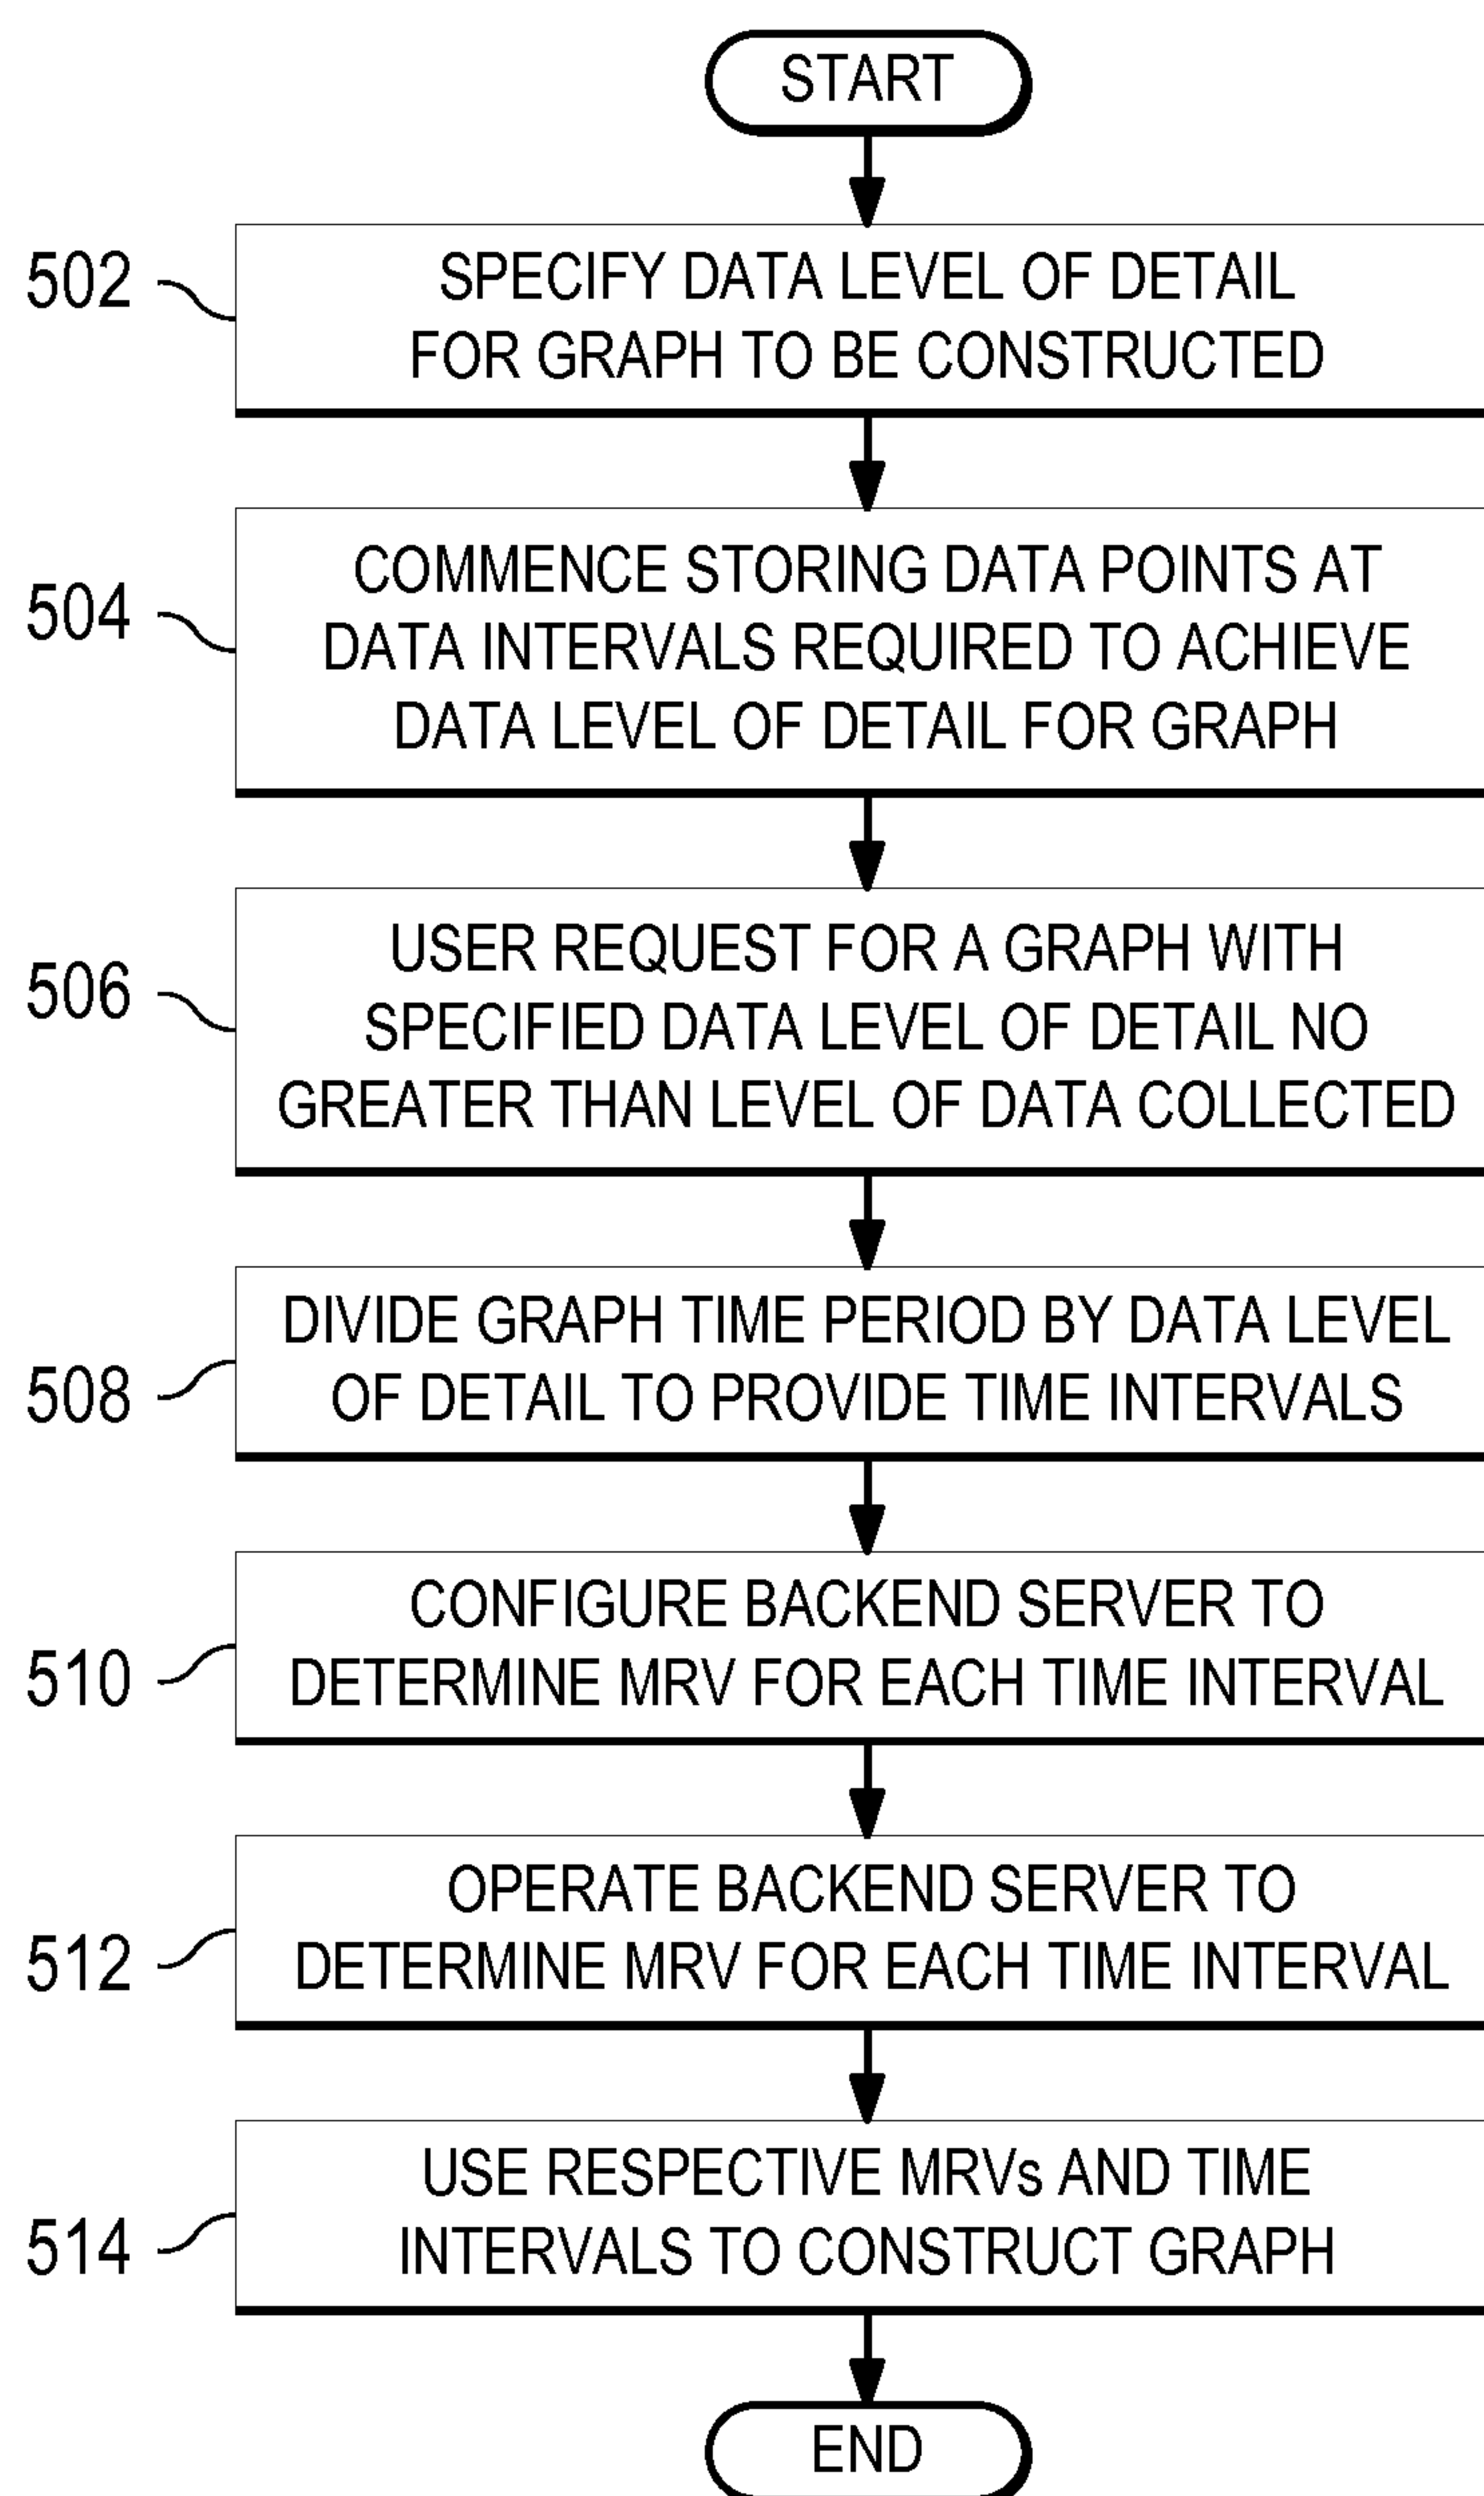 START
502
SPECIFY DATA LEVEL OF DETAIL
FOR GRAPH TO BE CONSTRUCTED
504
COMMENCE STORING DATA POINTS AT
DATA INTERVALS REQUIRED TO ACHIEVE
DATA LEVEL OF DETAIL FOR GRAPH
506
USER REQUEST FOR A GRAPH WITH
SPECIFIED DATA LEVEL OF DETAIL NO
GREATER THAN LEVEL OF DATA COLLECTED
508
DIVIDE GRAPH TIME PERIOD BY DATA LEVEL
OF DETAIL TO PROVIDE TIME INTERVALS
510
CONFIGURE BACKEND SERVER TO
DETERMINE MRV FOR EACH TIME INTERVAL
512
OPERATE BACKEND SERVER TO
DETERMINE MRV FOR EACH TIME INTERVAL
514
USE RESPECTIVE MRVs AND TIME
INTERVALS TO CONSTRUCT GRAPH
END